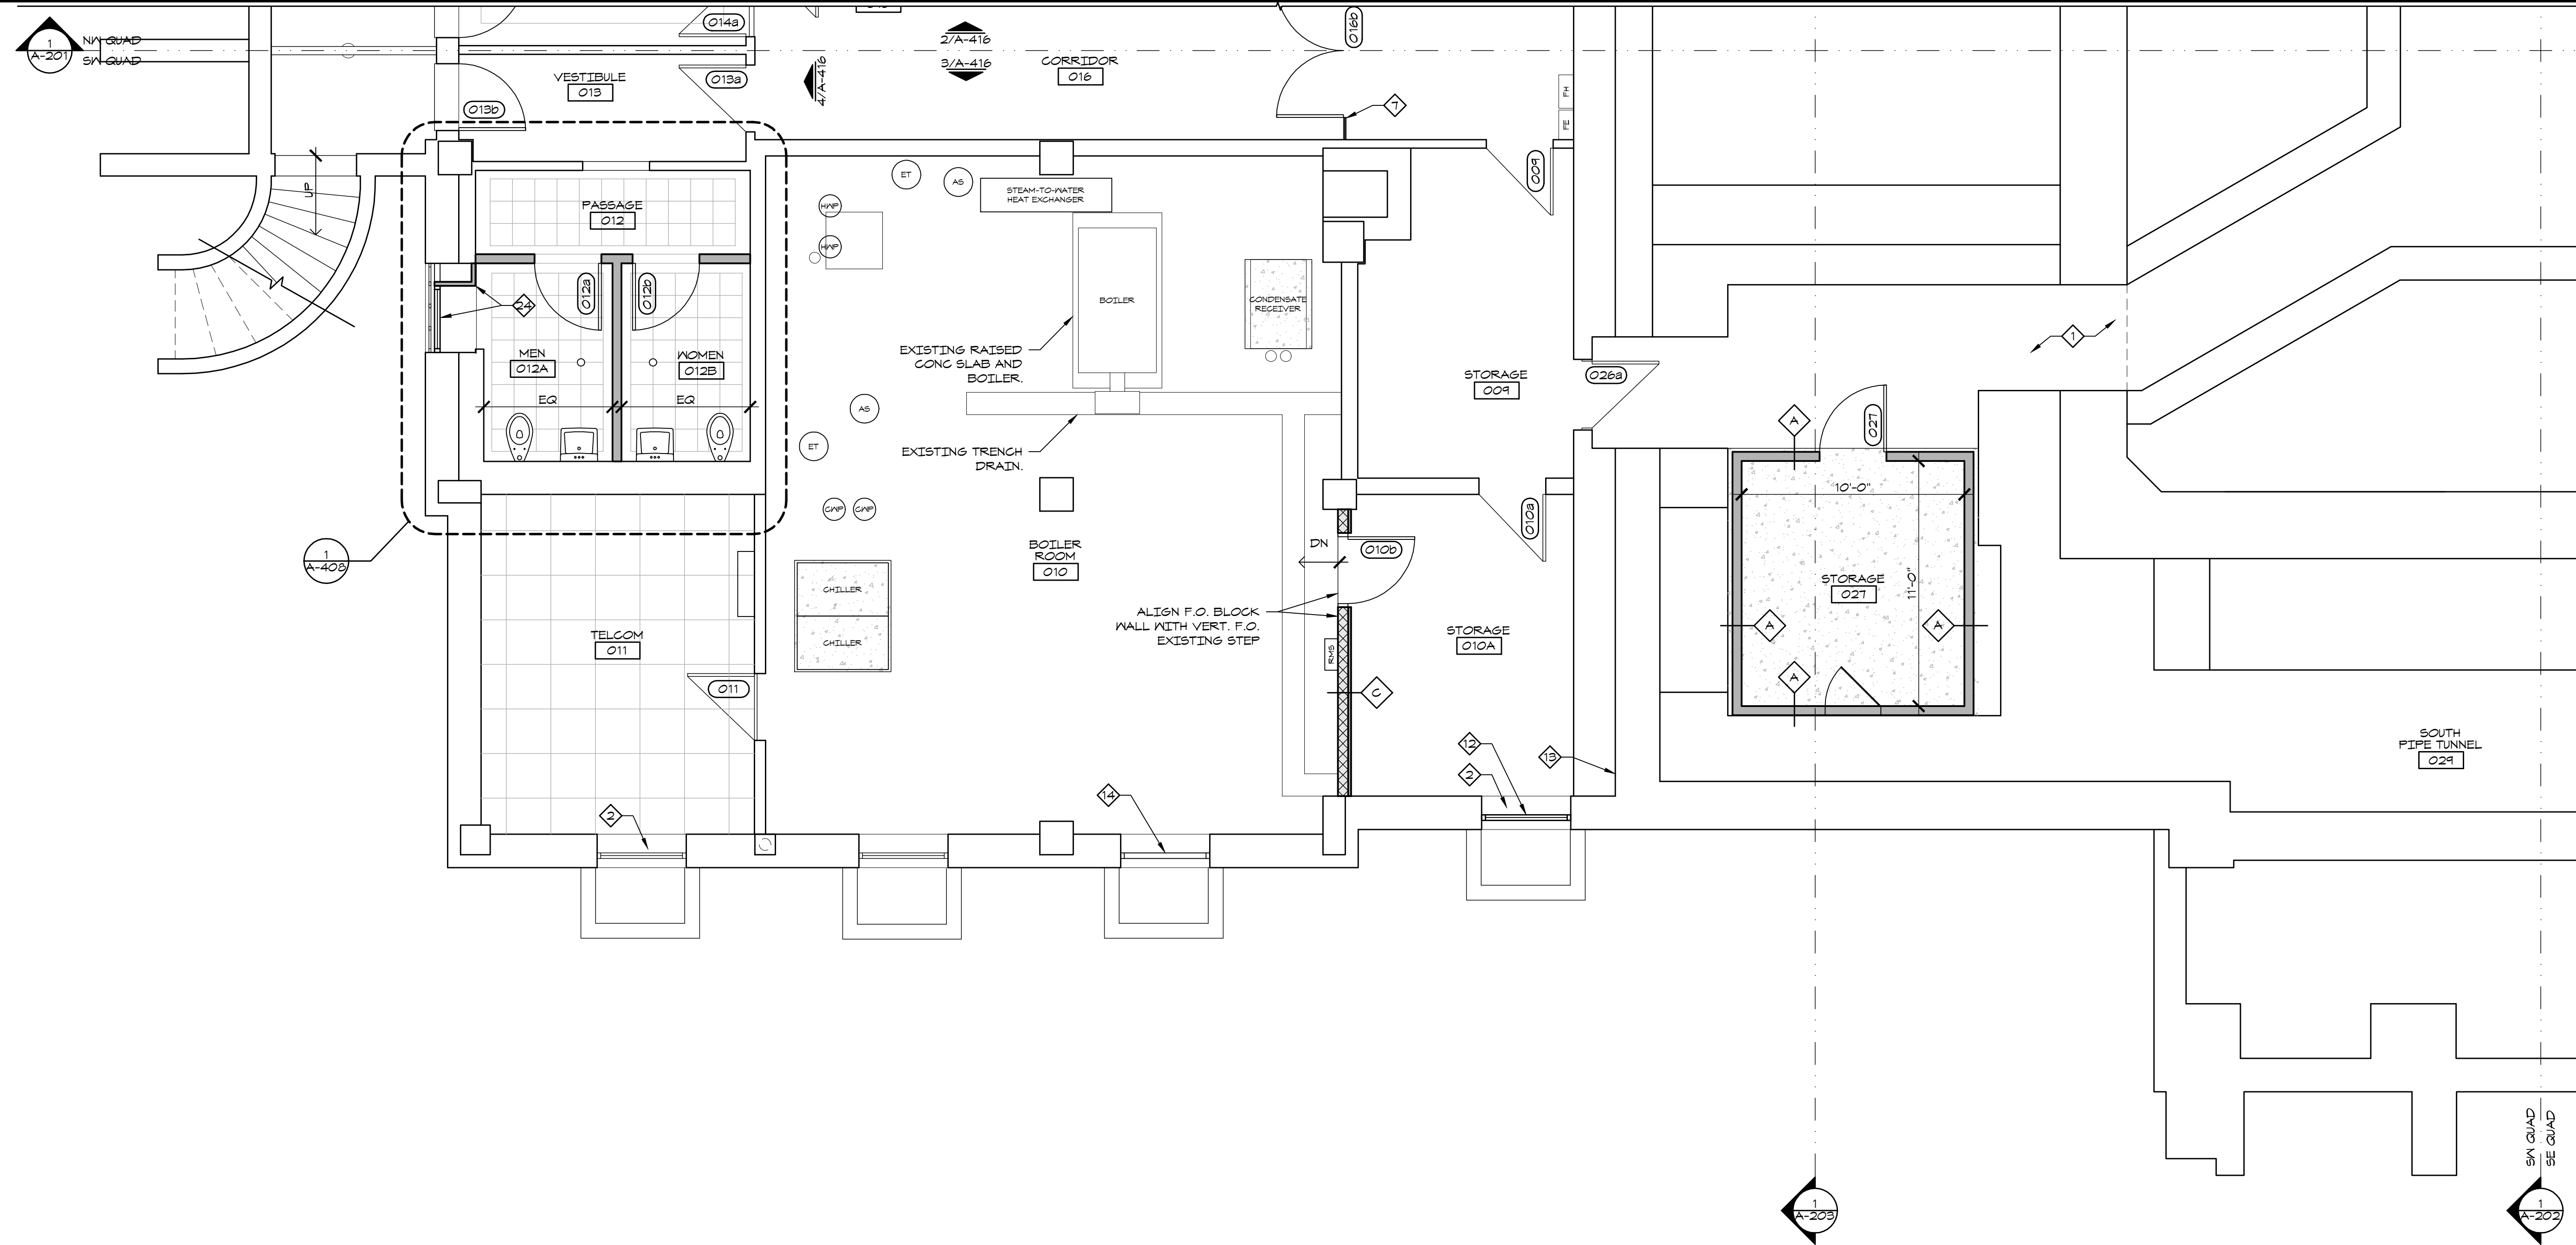 1
A-201
NW QUAD
SW QUAD
014a
VESTIBULE
013
013a
013b
4/A-416
2/A-416
3/A-416
CORRIDOR
016
016b
7
FH
FE
009
UP
PASSAGE
012
ET
AS
STEAM-TO-WATER
HEAT EXCHANGER
HWP
HWP
24
012a
012b
BOILER
CONDENSATE
RECEIVER
MEN
012A
WOMEN
012B
EQ
EQ
EXISTING RAISED
CONC SLAB AND
BOILER.
AS
ET
EXISTING TRENCH
DRAIN.
STORAGE
009
026a
1
A
027
10'-0"
11'-0"
STORAGE
027
A
A
A
CWP
CWP
010a
DN
010b
BOILER
ROOM
010
1
A-408
CHILLER
CHILLER
ALIGN F.O. BLOCK
WALL WITH VERT. F.O.
EXISTING STEP
TELCOM
011
011
STORAGE
010A
RMS
C
12
2
13
14
2
SOUTH
PIPE TUNNEL
029
SW QUAD
SE QUAD
1
A-203
1
A-202